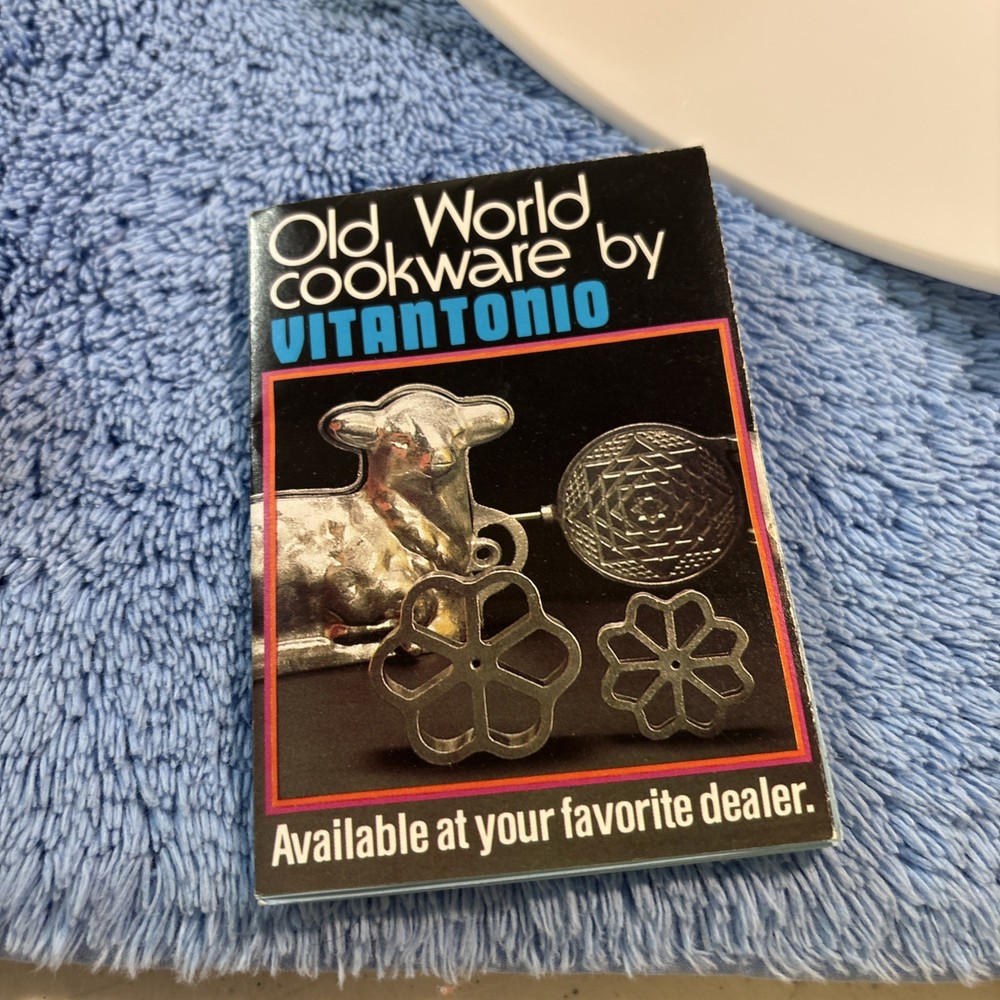 Old World
cookware by
VITANTONIO
Available at your favorite dealer.